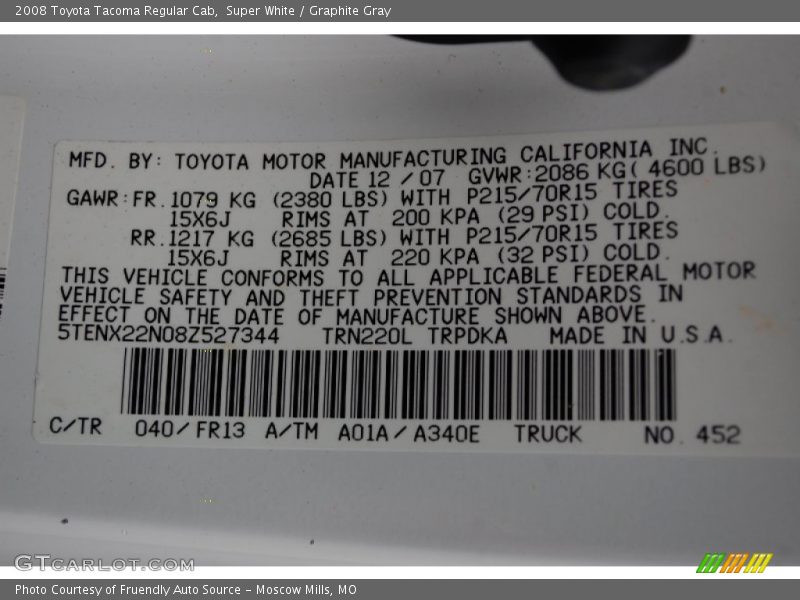 2008 Toyota Tacoma Regular Cab, Super White / Graphite Gray
MFD. BY: TOYOTA MOTOR MANUFACTURING CALIFORNIA INC.
DATE 12 / 07 GVWR:2086 KG( 4600 LBS)
GAWR:FR.1079 KG (2380 LBS) WITH P215/70R15 TIRES
15X6J RIMS AT 200 KPA (29 PSI) COLD.
RR.1217 KG (2685 LBS) WITH P215/70R15 TIRES
15X6J RIMS AT 220 KPA (32 PSI) COLD.
THIS VEHICLE CONFORMS TO ALL APPLICABLE FEDERAL MOTOR
VEHICLE SAFETY AND THEFT PREVENTION STANDARDS IN
EFFECT ON THE DATE OF MANUFACTURE SHOWN ABOVE.
5TENX22N08Z527344 TRN220L TRPDKA MADE IN U.S.A.
C/TR 040/FR13 A/TM A01A/A340E TRUCK NO. 452
GTCARLOT.COM
Photo Courtesy of Fruendly Auto Source - Moscow Mills, MO